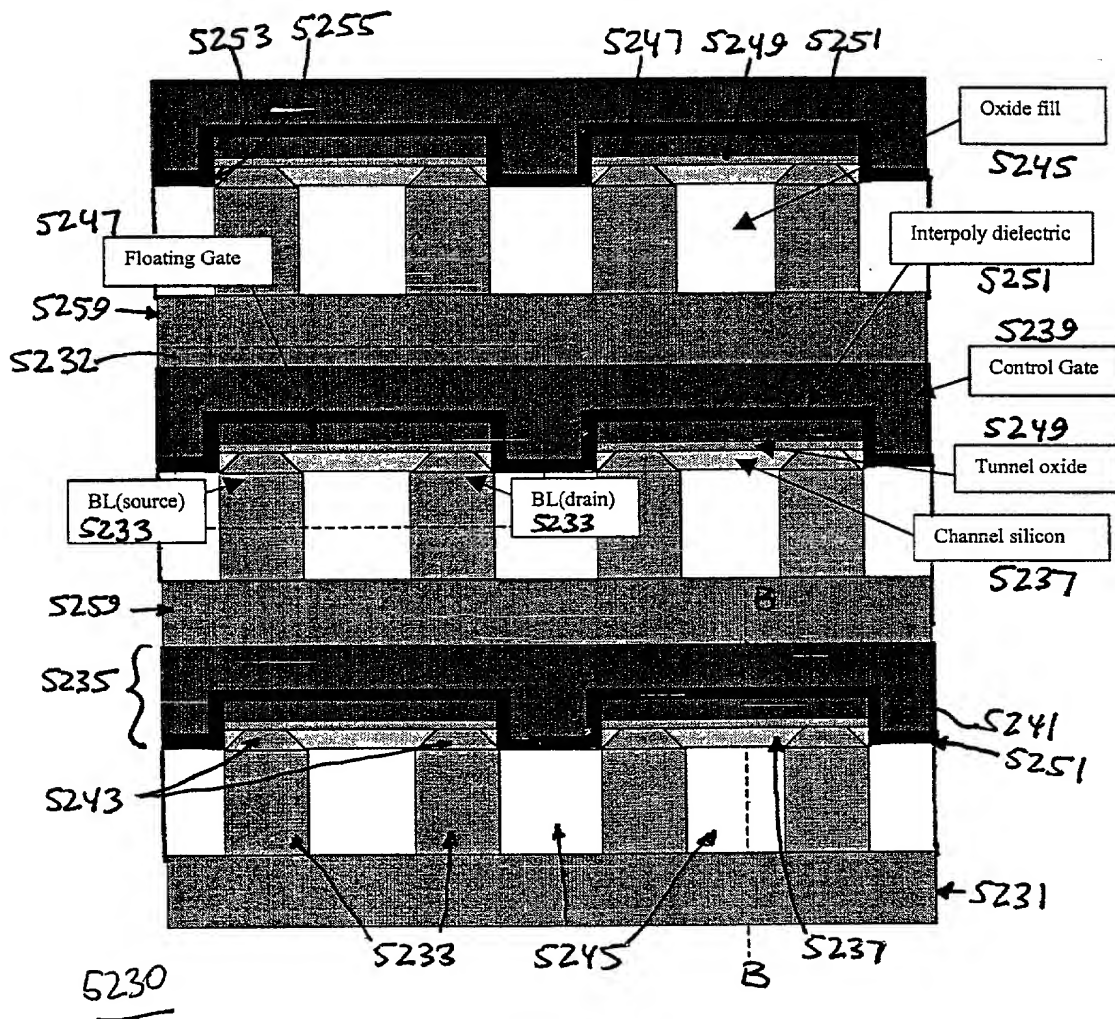 5253 5255 5247 5249 5251
Oxide fill
5245
5247
Floating Gate
Interpoly dielectric
5251
5259
5232
5239
Control Gate
5249
Tunnel oxide
BL(source)
5233
BL(drain)
5233
Channel silicon
5237
5259
B
5235
5241
5251
5243
5231
5233 5245 5237
B
5230